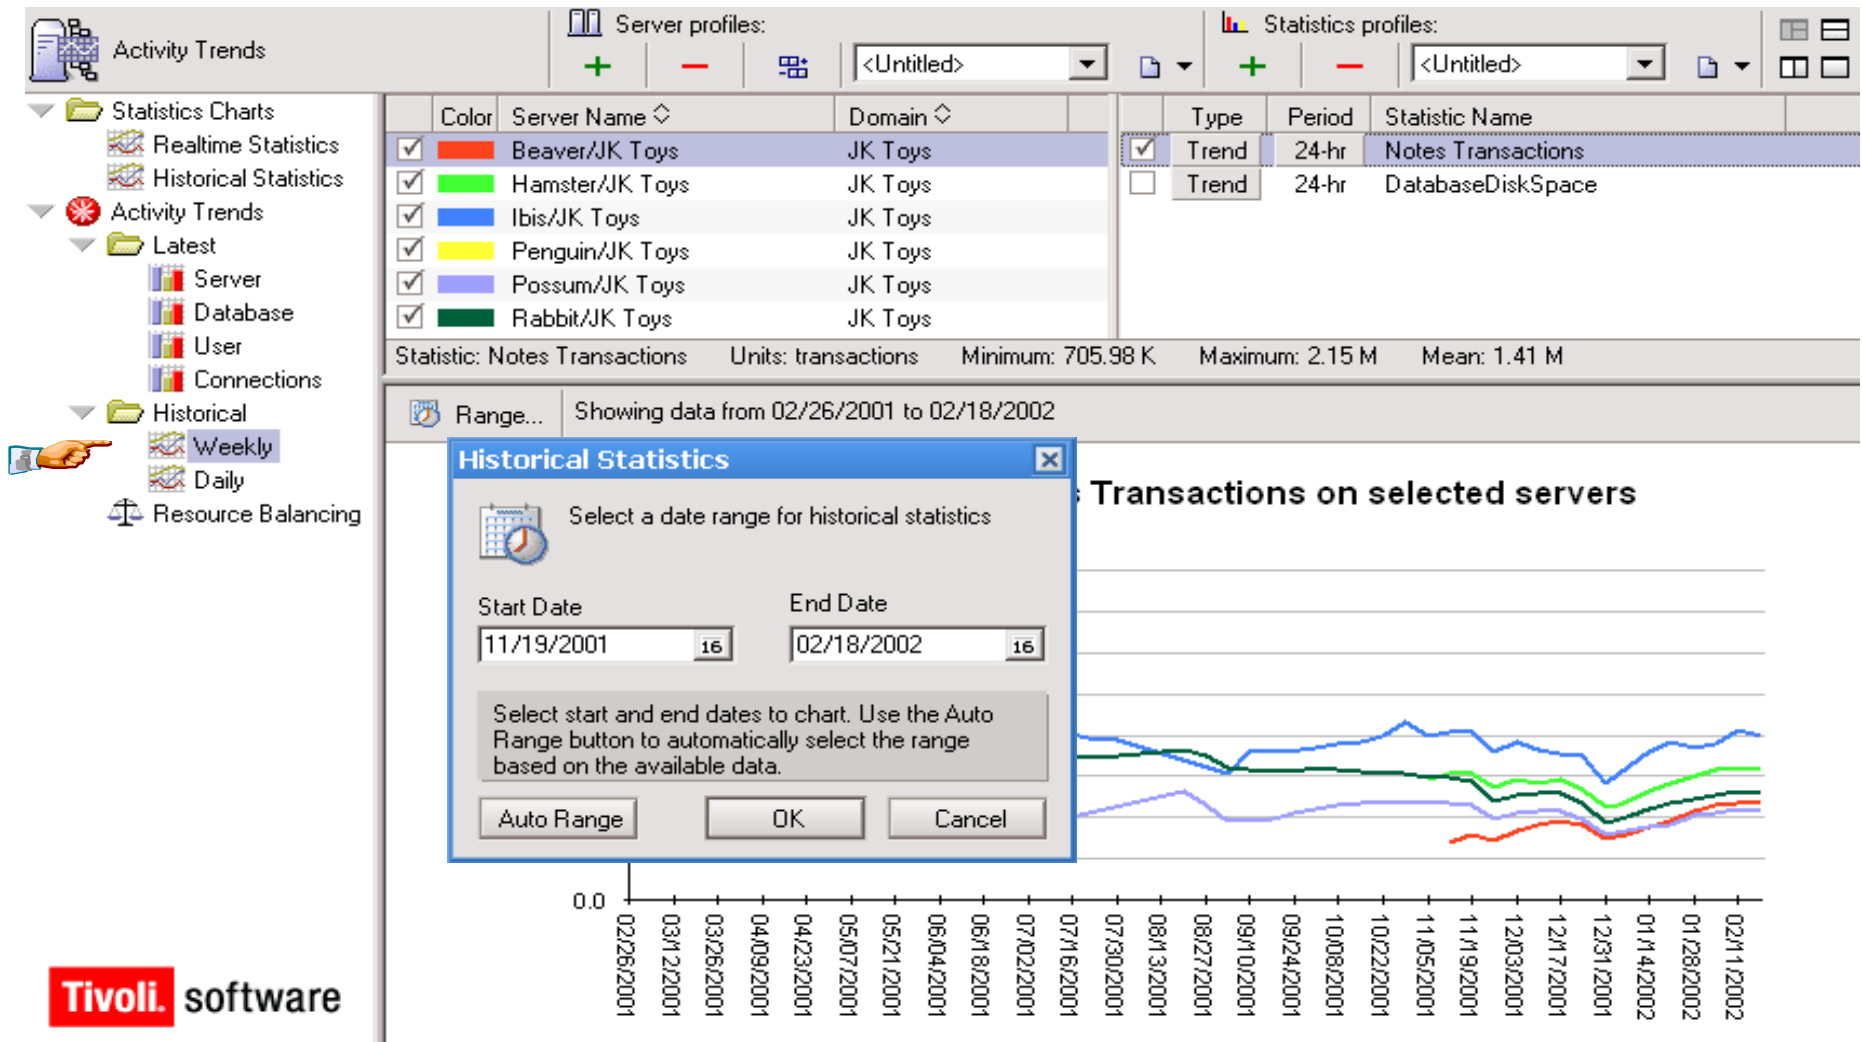 Activity Trends
Server profiles:
<Untitled>
Statistics profiles:
<Untitled>
Statistics Charts
Realtime Statistics
Historical Statistics
Activity Trends
Latest
Server
Database
User
Connections
Historical
Weekly
Daily
Resource Balancing
Color Server Name Domain
Beaver/JK Toys JK Toys
Hamster/JK Toys JK Toys
Ibis/JK Toys JK Toys
Penguin/JK Toys JK Toys
Possum/JK Toys JK Toys
Rabbit/JK Toys JK Toys
Type Period Statistic Name
Trend 24-hr Notes Transactions
Trend 24-hr DatabaseDiskSpace
Statistic: Notes Transactions Units: transactions Minimum: 705.98 K Maximum: 2.15 M Mean: 1.41 M
Range... Showing data from 02/26/2001 to 02/18/2002
Historical Statistics
Select a date range for historical statistics
Start Date End Date
11/19/2001 16 02/18/2002 16
Select start and end dates to chart. Use the Auto
Range button to automatically select the range
based on the available data.
Auto Range OK Cancel
Transactions on selected servers
0.0
02/26/2001
03/12/2001
03/26/2001
04/09/2001
04/23/2001
05/07/2001
05/21/2001
06/04/2001
06/18/2001
07/02/2001
07/16/2001
07/30/2001
08/13/2001
08/27/2001
09/10/2001
09/24/2001
10/08/2001
10/22/2001
11/05/2001
11/19/2001
12/03/2001
12/17/2001
12/31/2001
01/14/2002
01/28/2002
02/11/2002
Tivoli. software